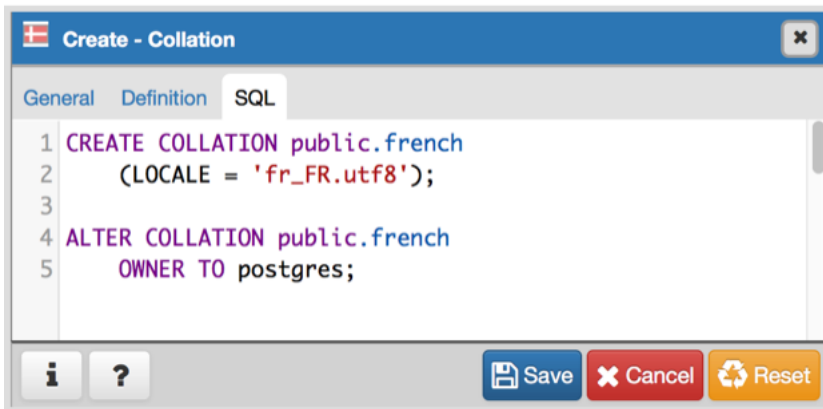 Create - Collation
General Definition SQL
1 CREATE COLLATION public.french
2 (LOCALE = 'fr_FR.utf8');
3
4 ALTER COLLATION public.french
5 OWNER TO postgres;
i ? Save Cancel Reset